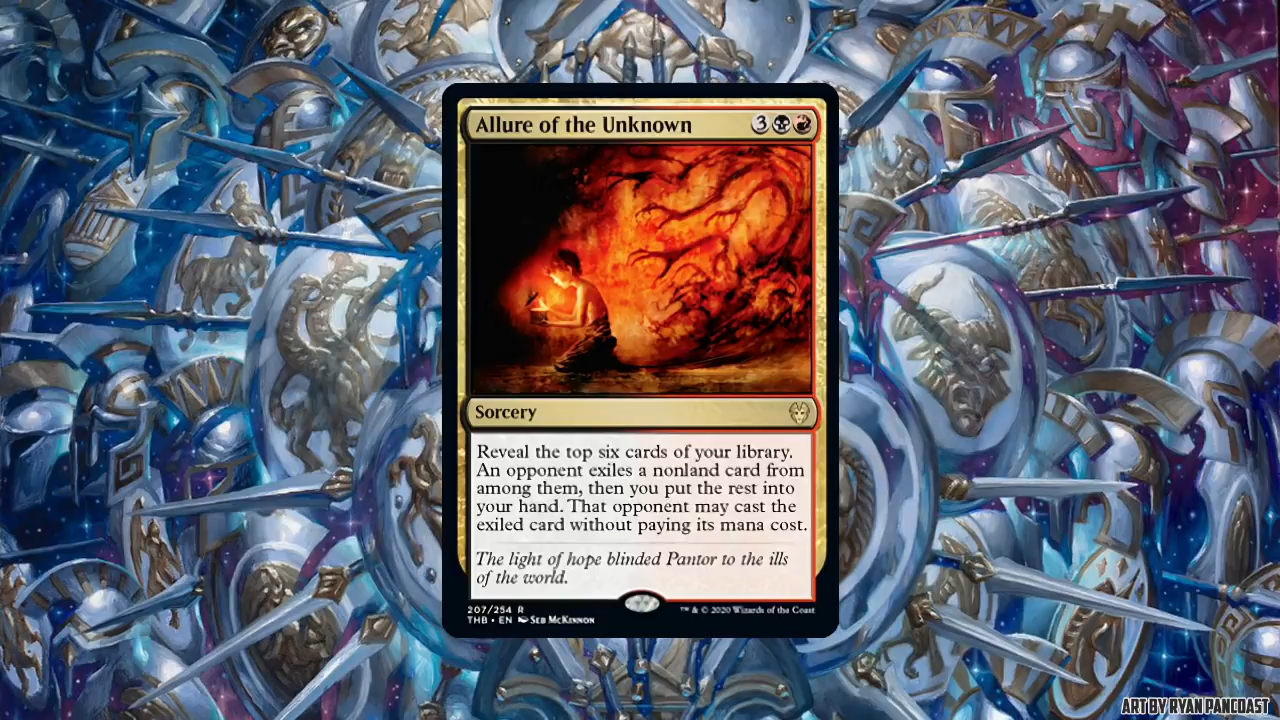 Allure of the Unknown 3
Sorcery
Reveal the top six cards of your library.
An opponent exiles a nonland card from
among them, then you put the rest into
your hand. That opponent may cast the
exiled card without paying its mana cost.
The light of hope blinded Pantor to the ills
of the world.
207/254 R
THB • EN Seb McKinnon
™ & © 2020 Wizards of the Coast
ART BY RYAN PANCOAST